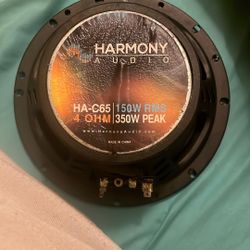 HARMONY
AUDIO
HA-C65 150W RMS
4 OHM 350W PEAK
www.HarmonyAudio.com
MADE IN CHINA